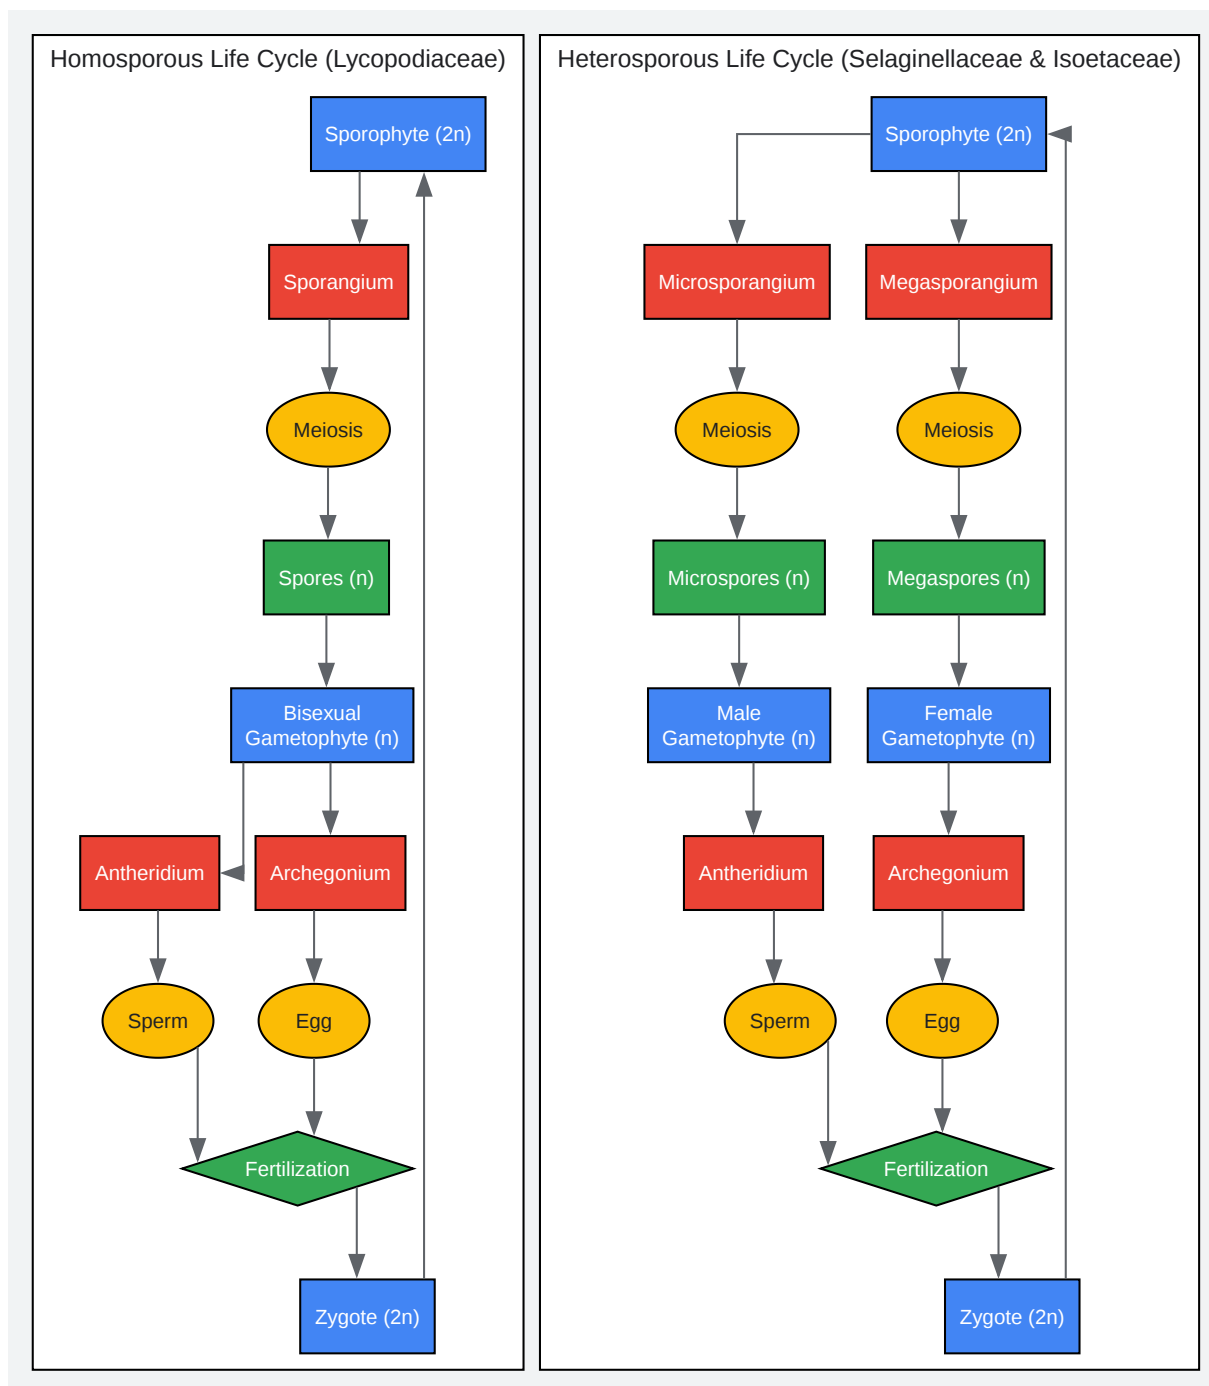 Homosporous Life Cycle (Lycopodiaceae)
Sporophyte (2n)
Sporangium
Meiosis
Spores (n)
Bisexual
Gametophyte (n)
Antheridium
Archegonium
Sperm
Egg
Fertilization
Zygote (2n)
Heterosporous Life Cycle (Selaginellaceae & Isoetaceae)
Sporophyte (2n)
Microsporangium
Megasporangium
Meiosis
Meiosis
Microspores (n)
Megaspores (n)
Male
Gametophyte (n)
Female
Gametophyte (n)
Antheridium
Archegonium
Sperm
Egg
Fertilization
Zygote (2n)